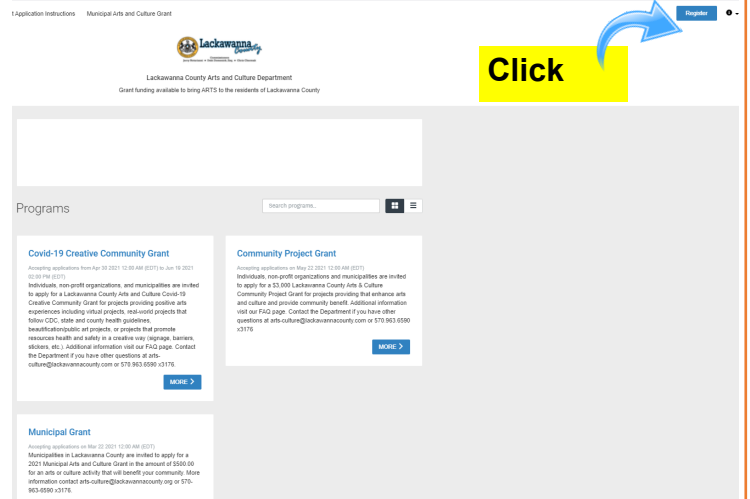 t Application Instructions Municipal Arts and Culture Grant
Register
Lackawanna
County
Lackawanna County Arts and Culture Department
Grant funding available to bring ARTS to the residents of Lackawanna County
Click
Programs
Search programs...
Covid-19 Creative Community Grant
Accepting applications from Apr 30 2021 12:00 AM (EDT) to Jun 18 2021
02:00 PM (EDT)
Individuals, non-profit organizations, and municipalities are invited
to apply for a Lackawanna County Arts and Culture Covid-19
Creative Community Grant for projects providing positive arts
experiences including virtual projects, real-world projects that
follow CDC, state and county health guidelines,
beautification/public art projects, or projects that promote
resources health and safety in a creative way (signage, banners,
stickers, etc.). Additional information visit our FAQ page. Contact
the Department if you have other questions at arts-
culture@lackawannacounty.com or 570.963.6590 x3176.
MORE >
Community Project Grant
Accepting applications on May 22 2021 12:00 AM (EDT)
Individuals, non-profit organizations and municipalities are invited
to apply for a $3,000 Lackawanna County Arts & Culture
Community Project Grant for projects providing that enhance arts
and culture and provide community benefit. Additional information
visit our FAQ page. Contact the Department if you have other
questions at arts-culture@lackawannacounty.com or 570.963.6590
x3176.
MORE >
Municipal Grant
Accepting applications on Mar 22 2021 12:00 AM (EDT)
Municipalities in Lackawanna County are invited to apply for a
2021 Municipal Arts and Culture Grant in the amount of $500.00
for an arts or culture activity that will benefit your community. More
information contact arts-culture@lackawannacounty.org or 570-
963-6590 x3176.